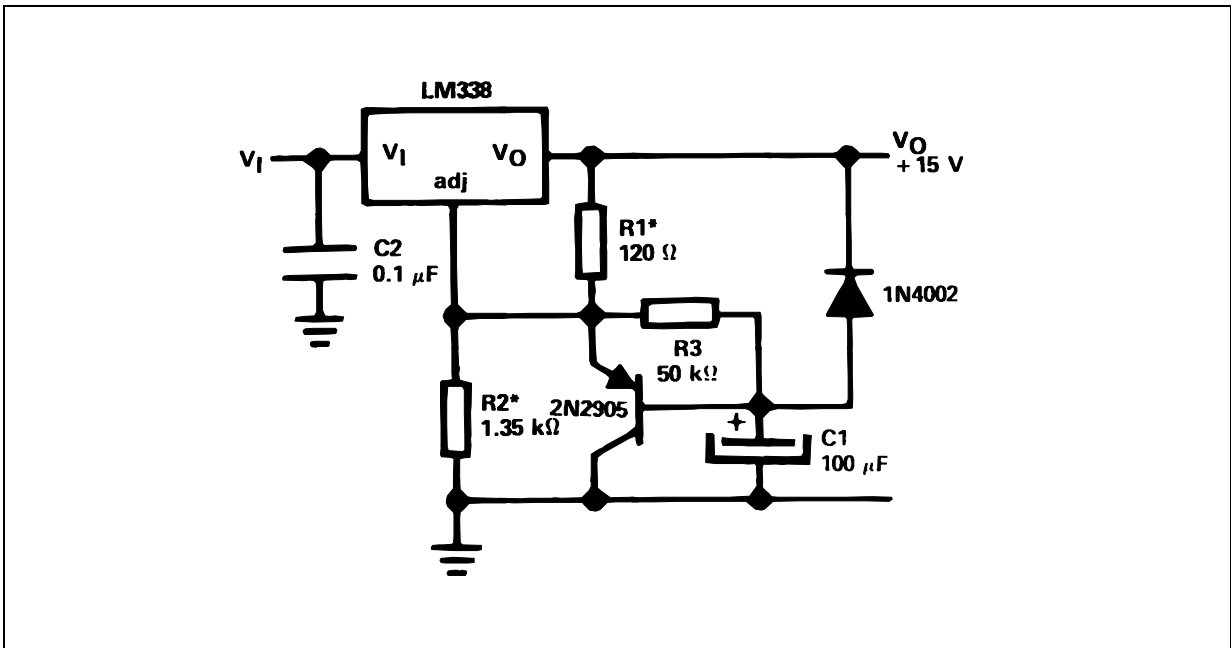 LM338
VI
VI
VO
adj
VO
+ 15 V
R1*
120 Ω
C2
0.1 μF
1N4002
R3
50 kΩ
R2*
1.35 kΩ
2N2905
+
C1
100 μF